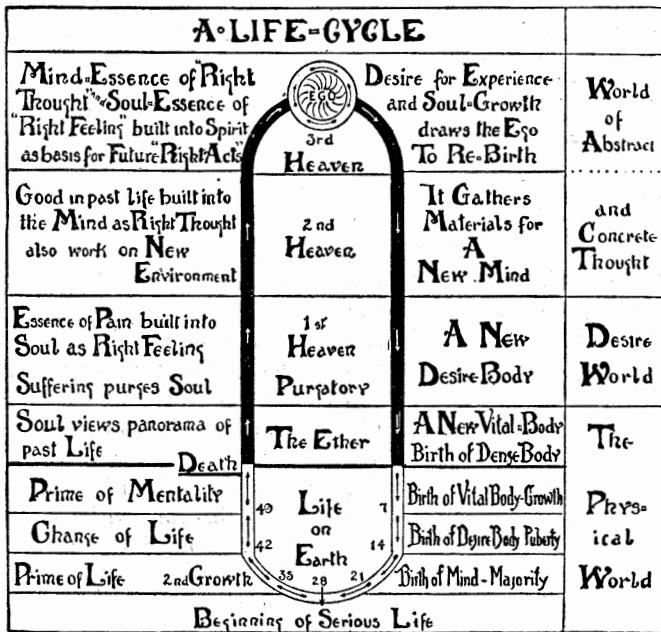 A LIFE-CYCLE
Mind-Essence of "Right
Thought" and Soul-Essence of
"Right Feeling" built into Spirit
as basis for Future "Right Acts"
EGO
3rd
Heaven
Desire for Experience
and Soul-Growth
draws the Ego
To Re-Birth
World
of
Abstract
Good in past life built into
the Mind as Right Thought
also work on New
Environment
2nd
Heaven
It Gathers
Materials for
A
New Mind
and
Concrete
Thought
Essence of Pain built into
Soul as Right Feeling
Suffering purges Soul
1st
Heaven
Purgatory
A New
Desire Body
Desire
World
Soul views panorama of
past Life
Death
The Ether
A New Vital-Body
Birth of Dense Body
The
Phys-
ical
World
Prime of Mentality
49
Life
on
Earth
7
Birth of Vital Body-Growth
Change of Life
42
14
Birth of Desire Body Puberty
Prime of Life 2nd Growth
35
28
21
Birth of Mind-Majority
Beginning of Serious Life